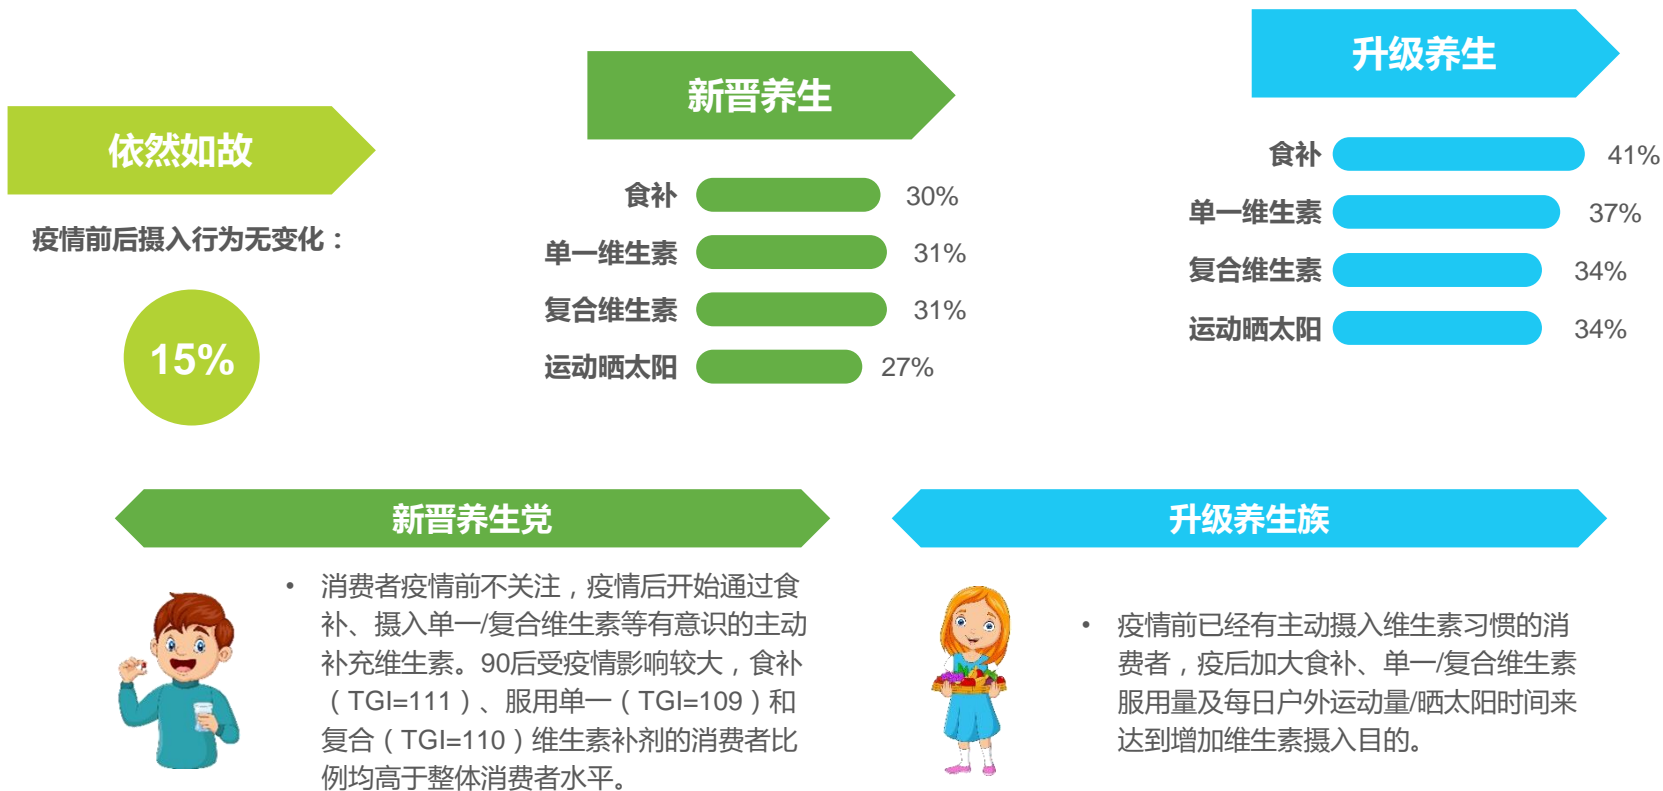 依然如故
疫情前后摄入行为无变化：
15%
新晋养生
食补 30%
单一维生素 31%
复合维生素 31%
运动晒太阳 27%
升级养生
食补 41%
单一维生素 37%
复合维生素 34%
运动晒太阳 34%
新晋养生党
• 消费者疫情前不关注，疫情后开始通过食
补、摄入单一/复合维生素等有意识的主动
补充维生素。90后受疫情影响较大，食补
（TGI=111）、服用单一（TGI=109）和
复合（TGI=110）维生素补剂的消费者比
例均高于整体消费者水平。
升级养生族
• 疫情前已经有主动摄入维生素习惯的消
费者，疫后加大食补、单一/复合维生素
服用量及每日户外运动量/晒太阳时间来
达到增加维生素摄入目的。